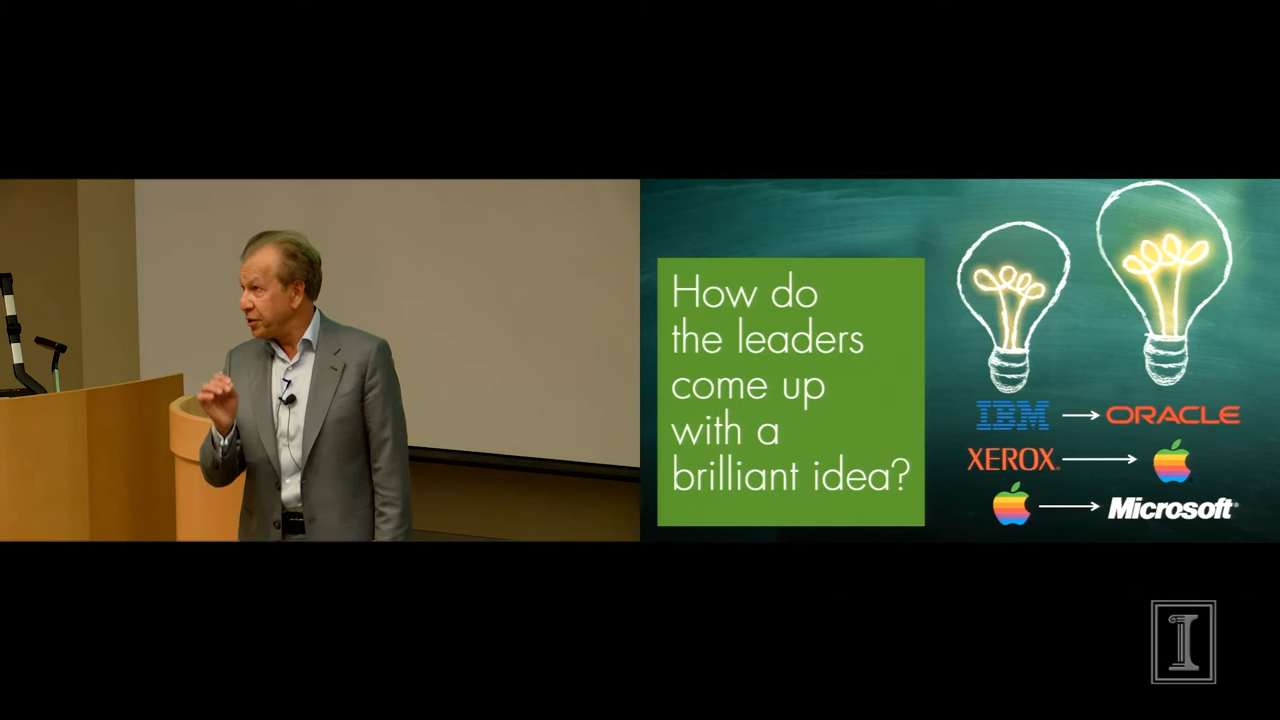 How do
the leaders
come up
with a
brilliant idea?
IBM → ORACLE
XEROX →
→ Microsoft
I